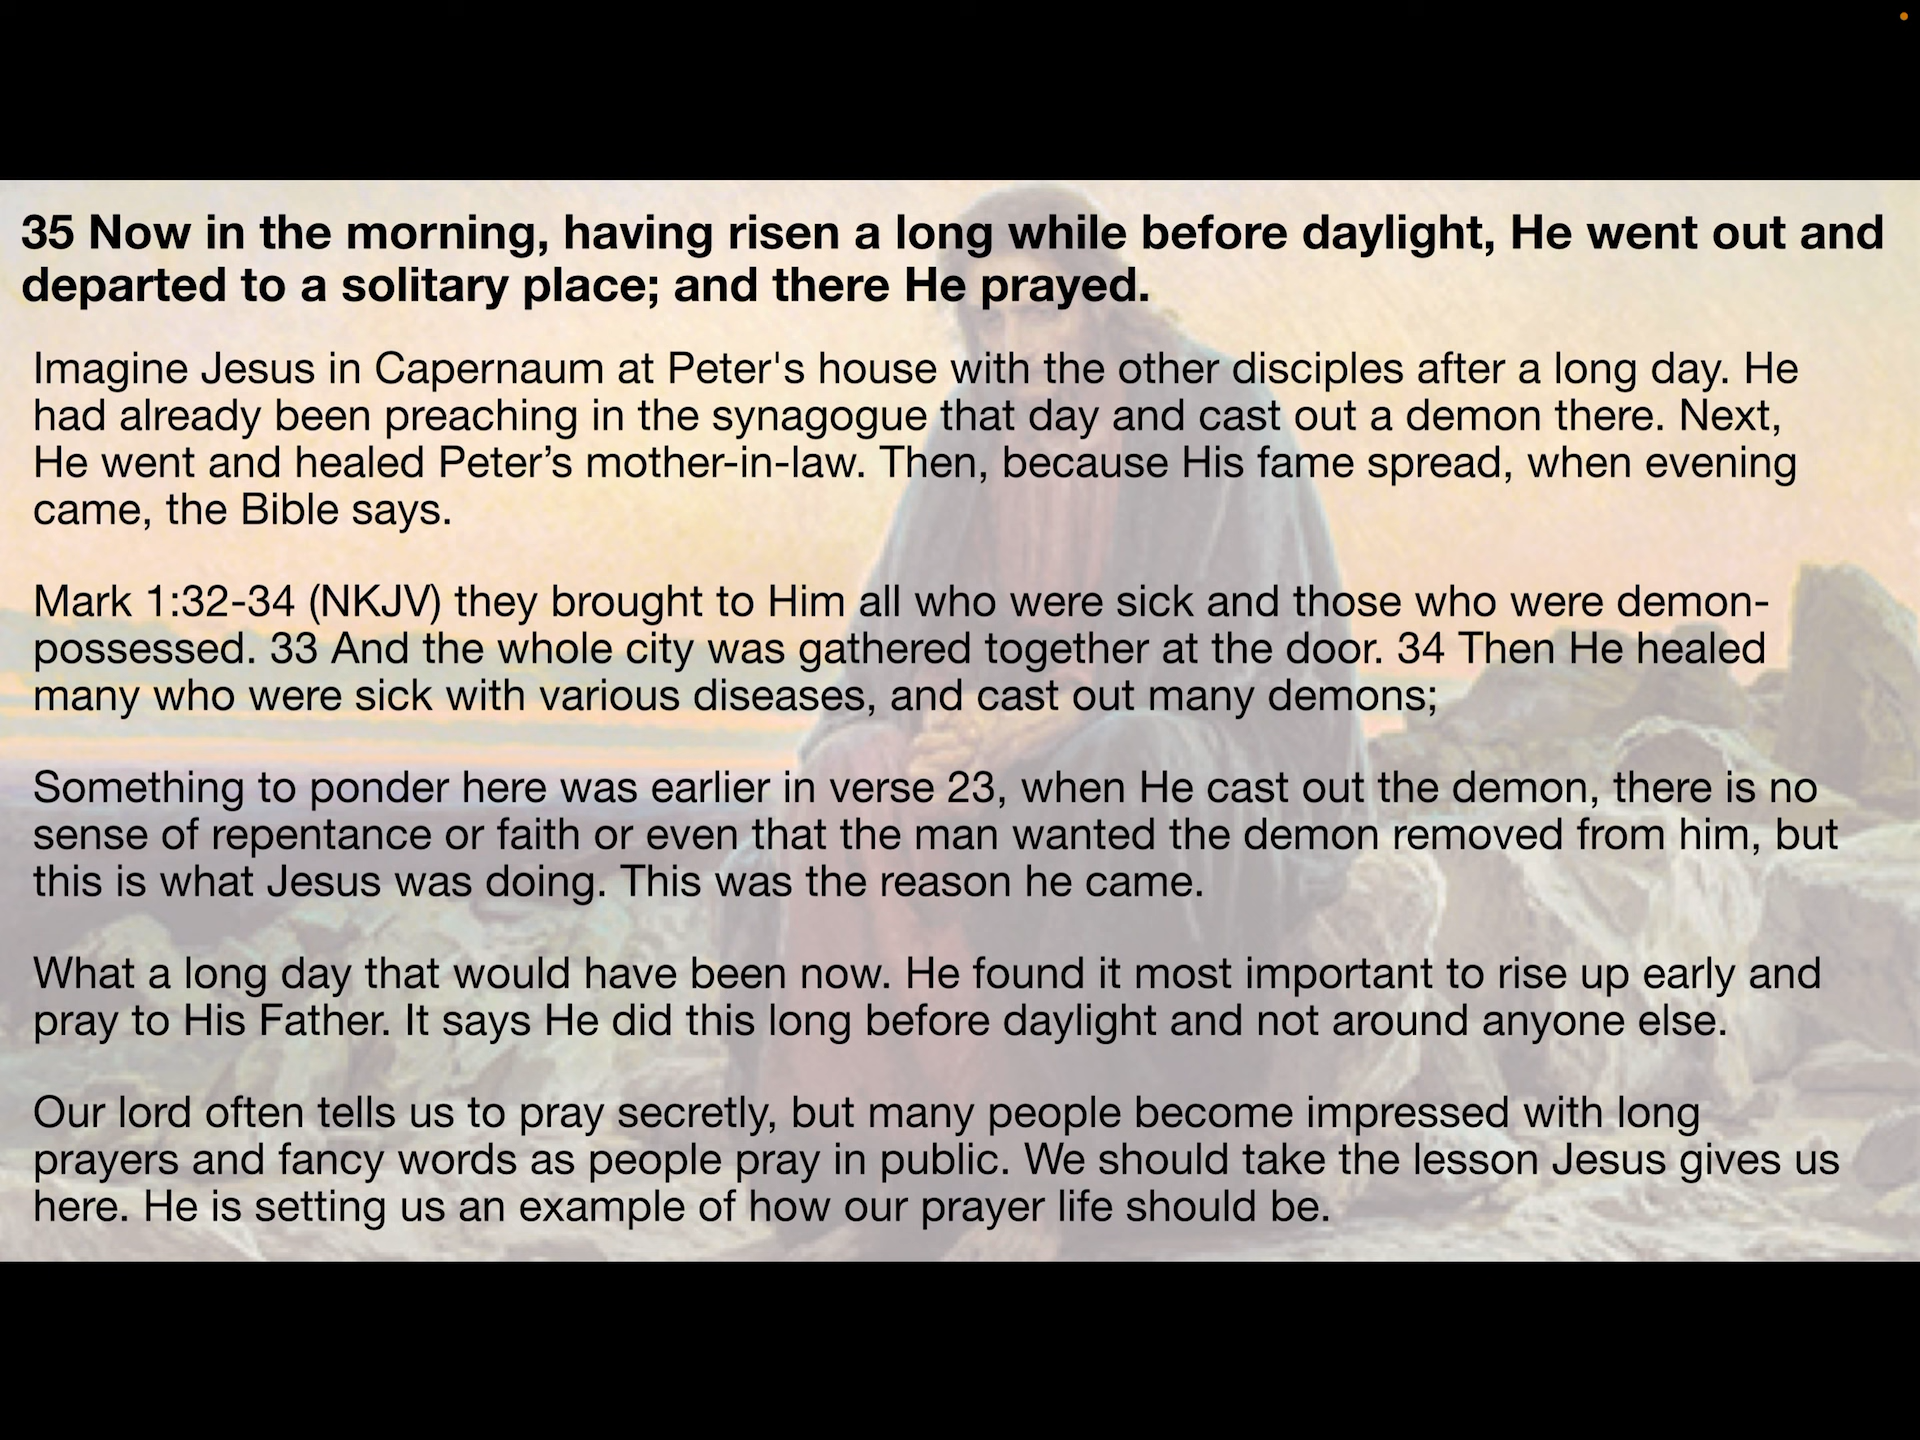 35 Now in the morning, having risen a long while before daylight, He went out and
departed to a solitary place; and there He prayed.
Imagine Jesus in Capernaum at Peter's house with the other disciples after a long day. He
had already been preaching in the synagogue that day and cast out a demon there. Next,
He went and healed Peter’s mother-in-law. Then, because His fame spread, when evening
came, the Bible says.
Mark 1:32-34 (NKJV) they brought to Him all who were sick and those who were demon-
possessed. 33 And the whole city was gathered together at the door. 34 Then He healed
many who were sick with various diseases, and cast out many demons;
Something to ponder here was earlier in verse 23, when He cast out the demon, there is no
sense of repentance or faith or even that the man wanted the demon removed from him, but
this is what Jesus was doing. This was the reason he came.
What a long day that would have been now. He found it most important to rise up early and
pray to His Father. It says He did this long before daylight and not around anyone else.
Our lord often tells us to pray secretly, but many people become impressed with long
prayers and fancy words as people pray in public. We should take the lesson Jesus gives us
here. He is setting us an example of how our prayer life should be.